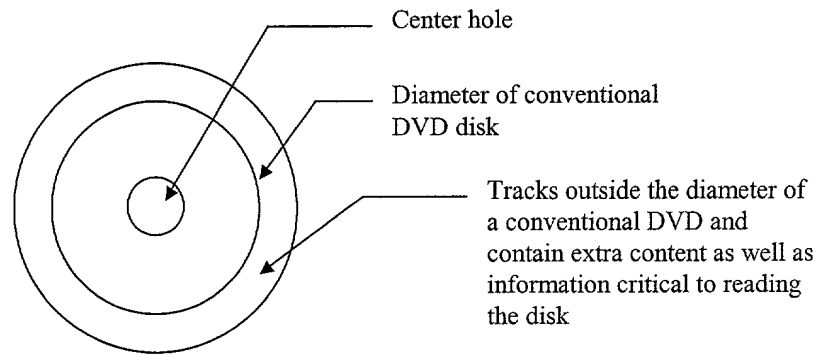 Center hole
Diameter of conventional
DVD disk
Tracks outside the diameter of
a conventional DVD and
contain extra content as well as
information critical to reading
the disk